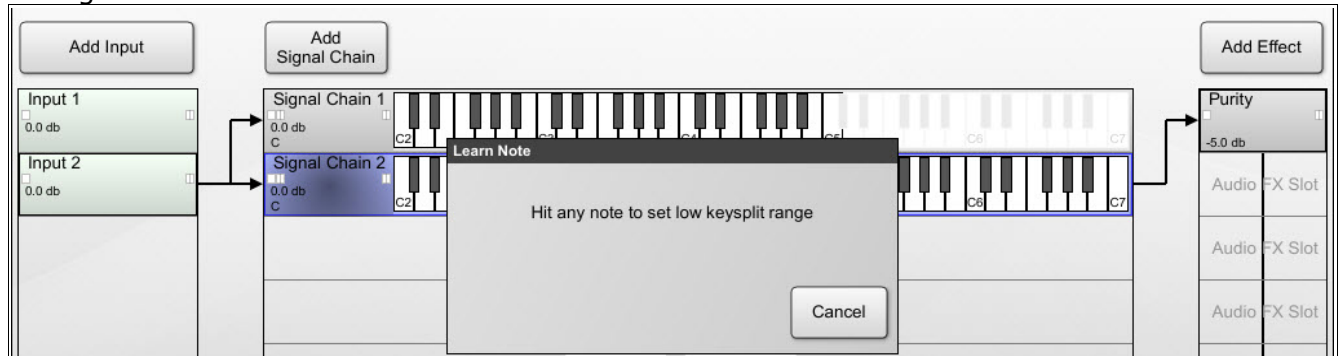 Add Input
Add
Signal Chain
Add Effect
Input 1
0.0 db
Signal Chain 1
0.0 db
C
C2
C5
C6
C7
Purity
-5.0 db
Input 2
0.0 db
Signal Chain 2
0.0 db
C
C2
C6
C7
Learn Note
Hit any note to set low keysplit range
Cancel
Audio FX Slot
Audio FX Slot
Audio FX Slot